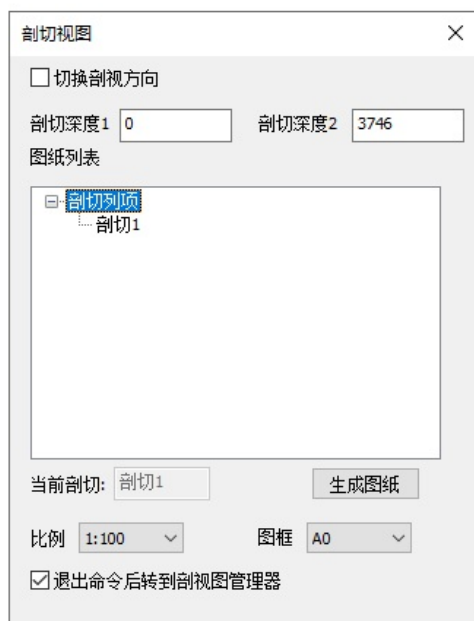 剖切视图
切换剖视方向
剖切深度1 0 剖切深度2 3746
图纸列表
剖切列项
剖切1
当前剖切: 剖切1 生成图纸
比例 1:100 图框 A0
退出命令后转到剖视图管理器